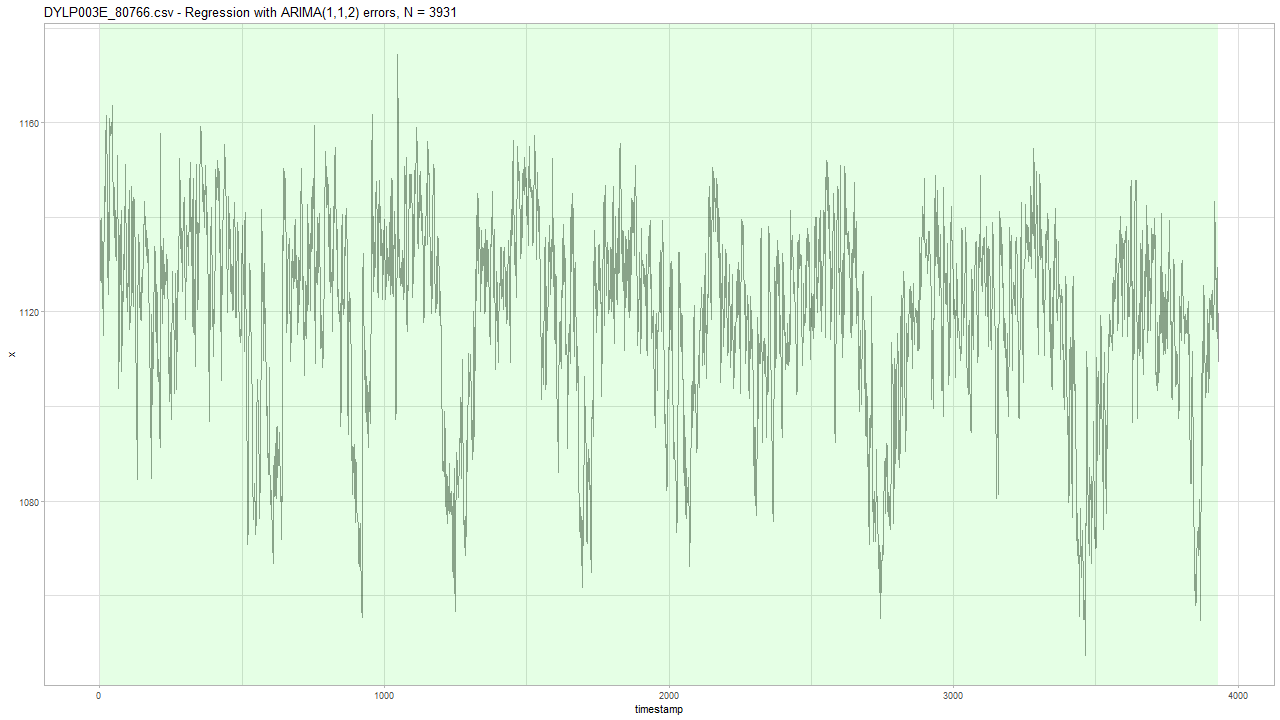 DYLP003E_80766.csv - Regression with ARIMA(1,1,2) errors, N = 3931
1160
1120
x
1080
0 1000 2000 3000 4000
timestamp